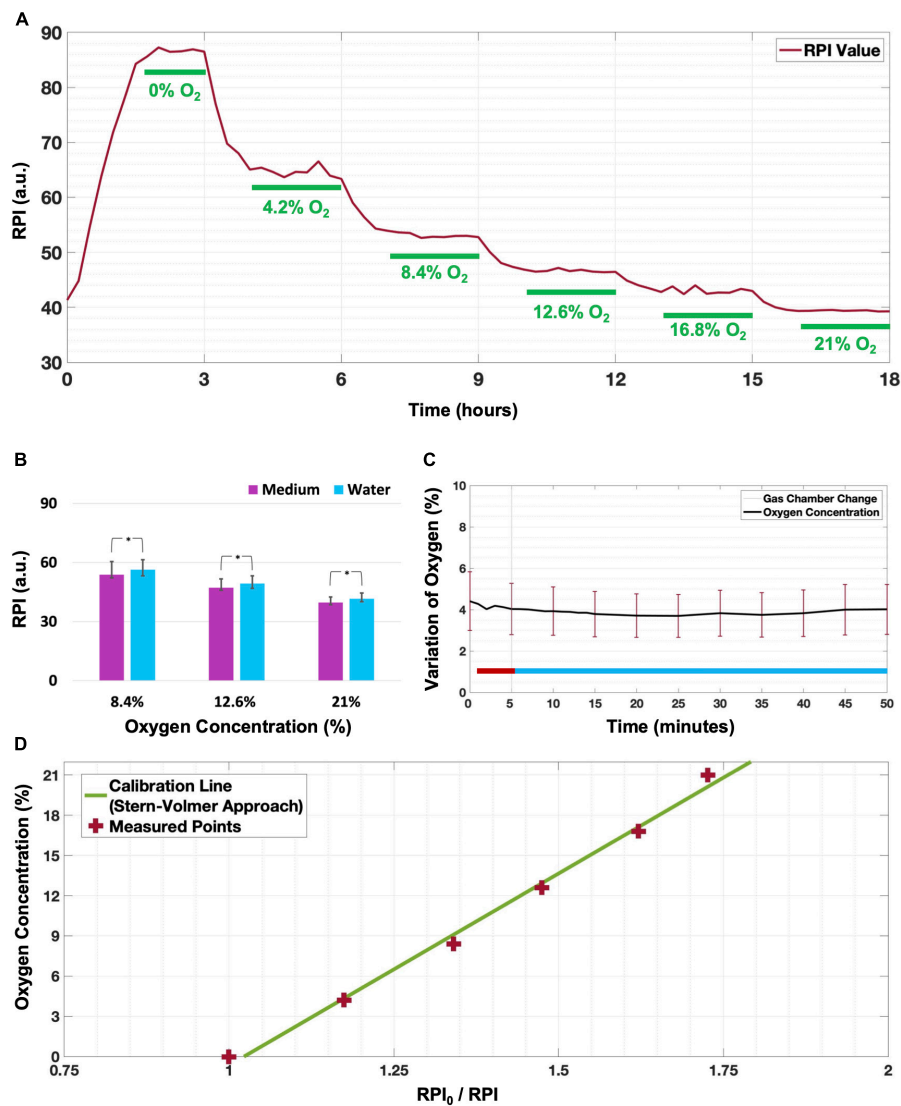 A
RPI (a.u.)
90
80
70
60
50
40
30
RPI Value
0% O₂
4.2% O₂
8.4% O₂
12.6% O₂
16.8% O₂
21% O₂
0 3 6 9 12 15 18
Time (hours)
B
Medium Water
RPI (a.u.)
90
60
30
0
* * *
8.4% 12.6% 21%
Oxygen Concentration (%)
C
Variation of Oxygen (%)
10
8
6
4
2
0
Gas Chamber Change
Oxygen Concentration
0 5 10 15 20 25 30 35 40 45 50
Time (minutes)
D
Oxygen Concentration (%)
21
18
15
12
9
6
3
0
Calibration Line
(Stern-Volmer Approach)
Measured Points
0.75 1 1.25 1.5 1.75 2
RPI₀ / RPI